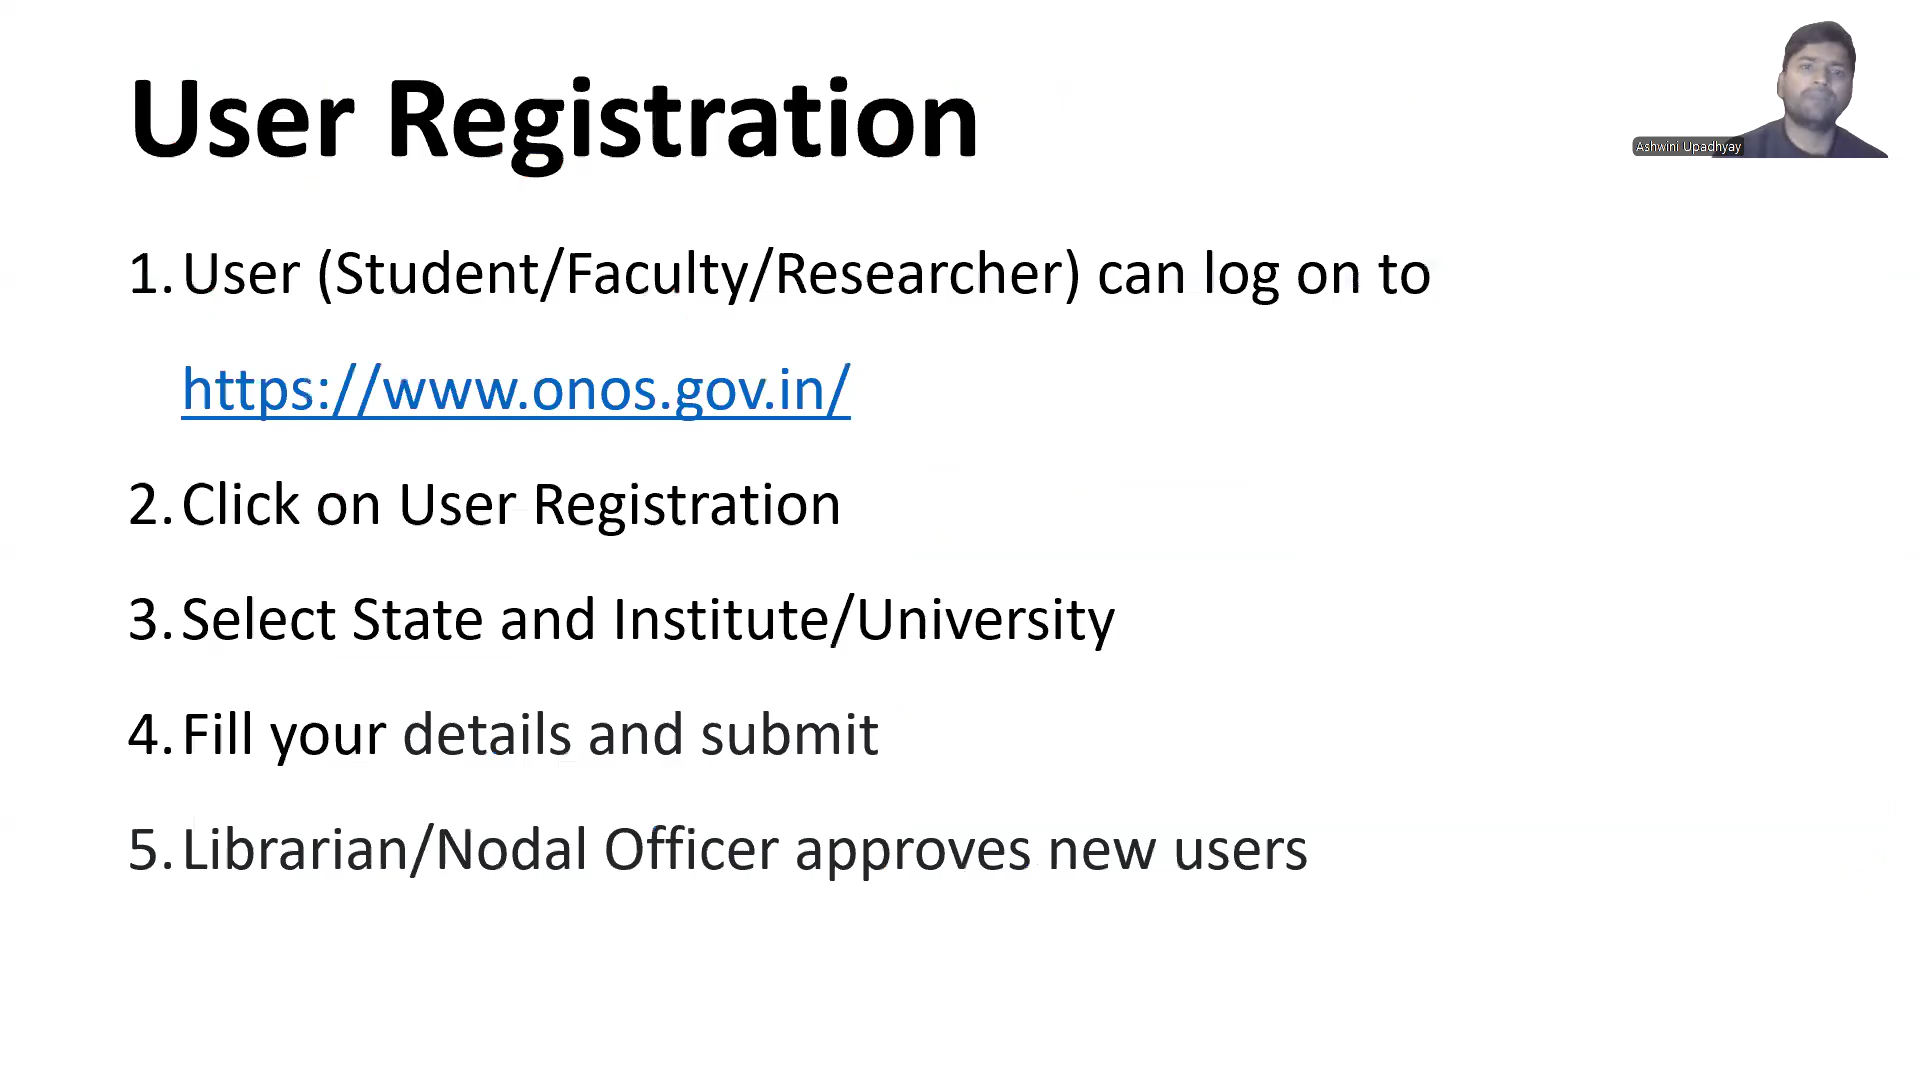 User Registration
Ashwini Upadhyay
1. User (Student/Faculty/Researcher) can log on to
https://www.onos.gov.in/
2. Click on User Registration
3. Select State and Institute/University
4. Fill your details and submit
5. Librarian/Nodal Officer approves new users